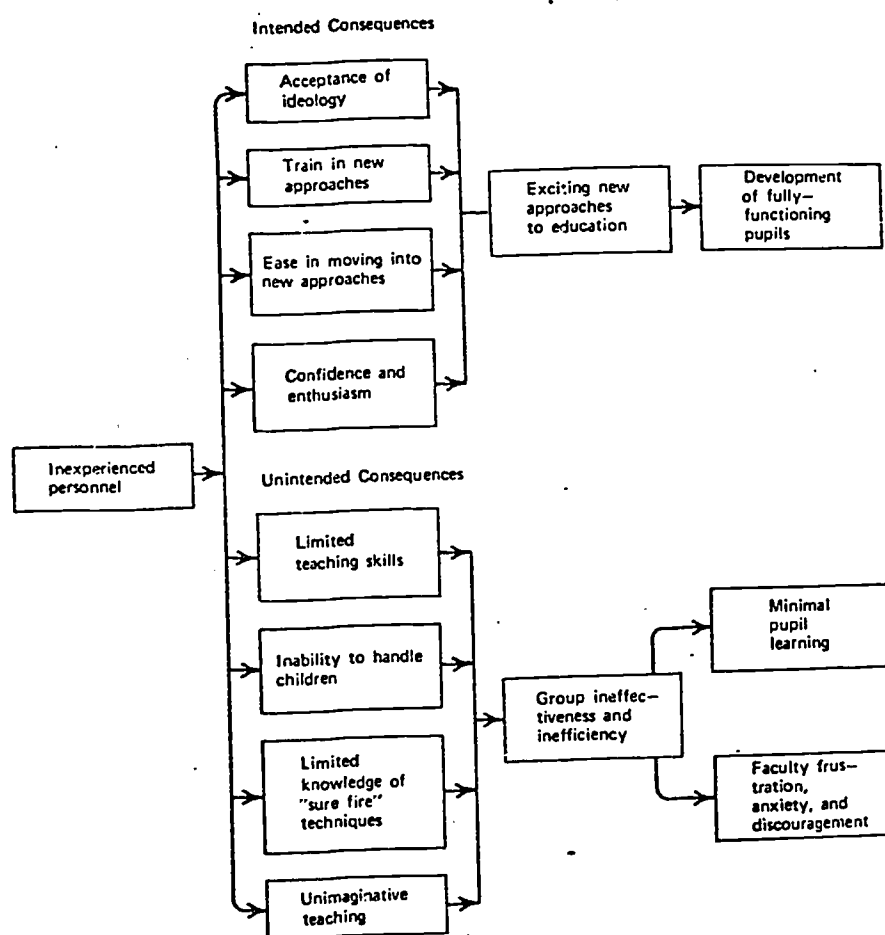 Intended Consequences
Acceptance of
ideology
Train in new
approaches
Ease in moving into
new approaches
Confidence and
enthusiasm
Exciting new
approaches
to education
Development
of fully-
functioning
pupils
Inexperienced
personnel
Unintended Consequences
Limited
teaching skills
Inability to handle
children
Limited
knowledge of
"sure fire"
techniques
Unimaginative
teaching
Group ineffec-
tiveness and
inefficiency
Minimal
pupil
learning
Faculty frus-
tration,
anxiety, and
discouragement